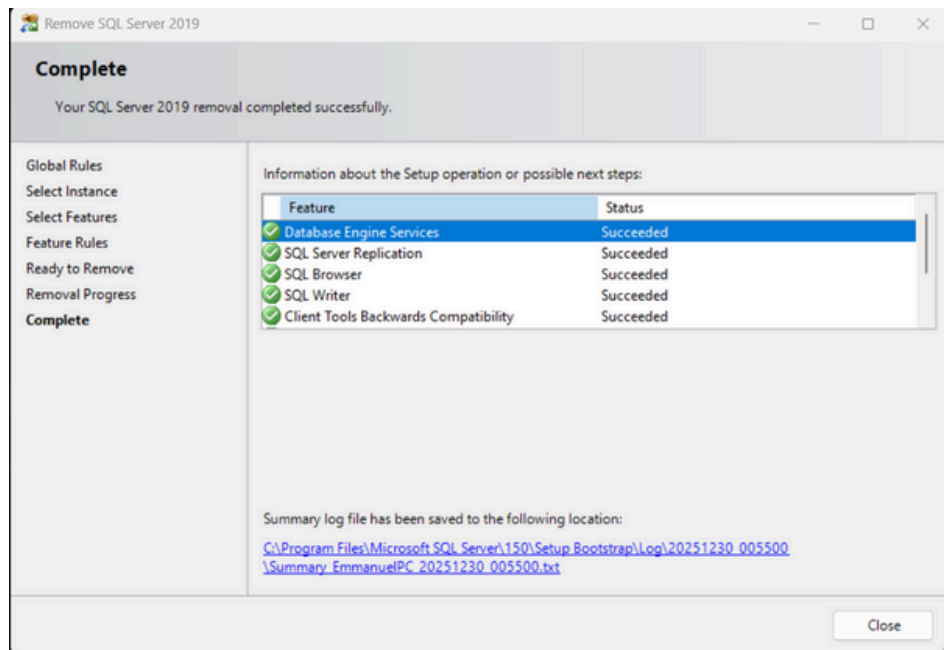 Remove SQL Server 2019
Complete
Your SQL Server 2019 removal completed successfully.
Global Rules
Select Instance
Select Features
Feature Rules
Ready to Remove
Removal Progress
Complete
Information about the Setup operation or possible next steps:
Feature Status
Database Engine Services Succeeded
SQL Server Replication Succeeded
SQL Browser Succeeded
SQL Writer Succeeded
Client Tools Backwards Compatibility Succeeded
Summary log file has been saved to the following location:
C:\Program Files\Microsoft SQL Server\150\Setup Bootstrap\Log\20251230_005500
\Summary_EmmanuelPC_20251230_005500.txt
Close